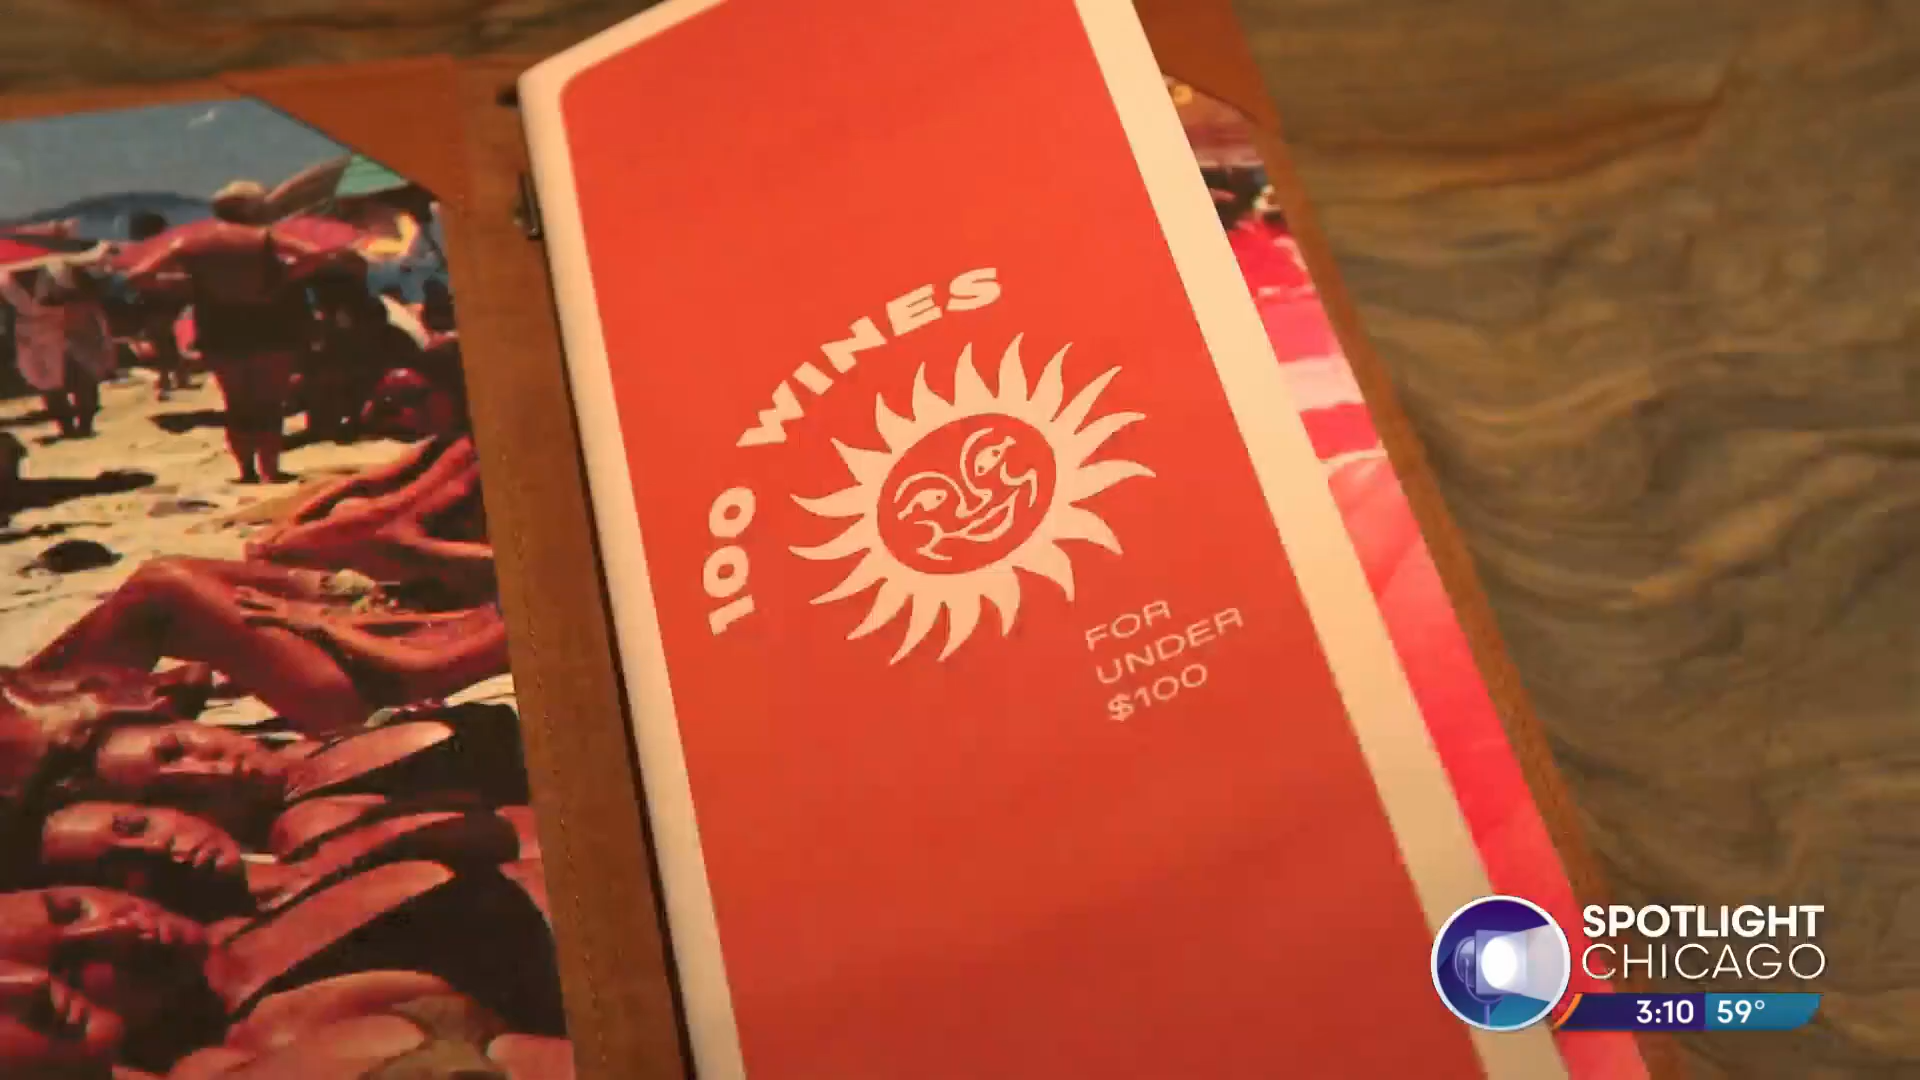 100 WINES
FOR
UNDER
$100
SPOTLIGHT
CHICAGO
3:10 59°